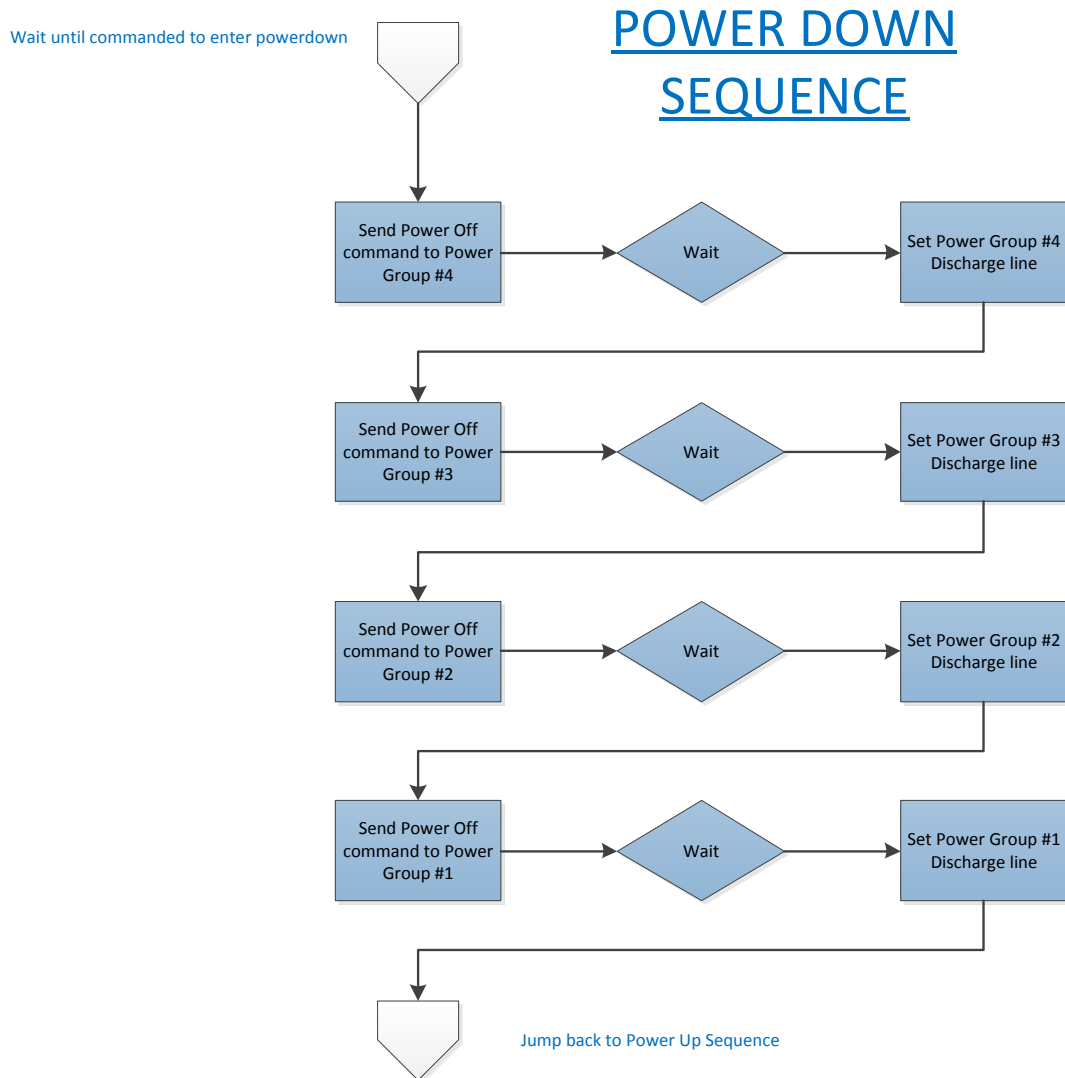 Wait until commanded to enter powerdown
POWER DOWN
SEQUENCE
Send Power Off
command to Power
Group #4
Wait
Set Power Group #4
Discharge line
Send Power Off
command to Power
Group #3
Wait
Set Power Group #3
Discharge line
Send Power Off
command to Power
Group #2
Wait
Set Power Group #2
Discharge line
Send Power Off
command to Power
Group #1
Wait
Set Power Group #1
Discharge line
Jump back to Power Up Sequence